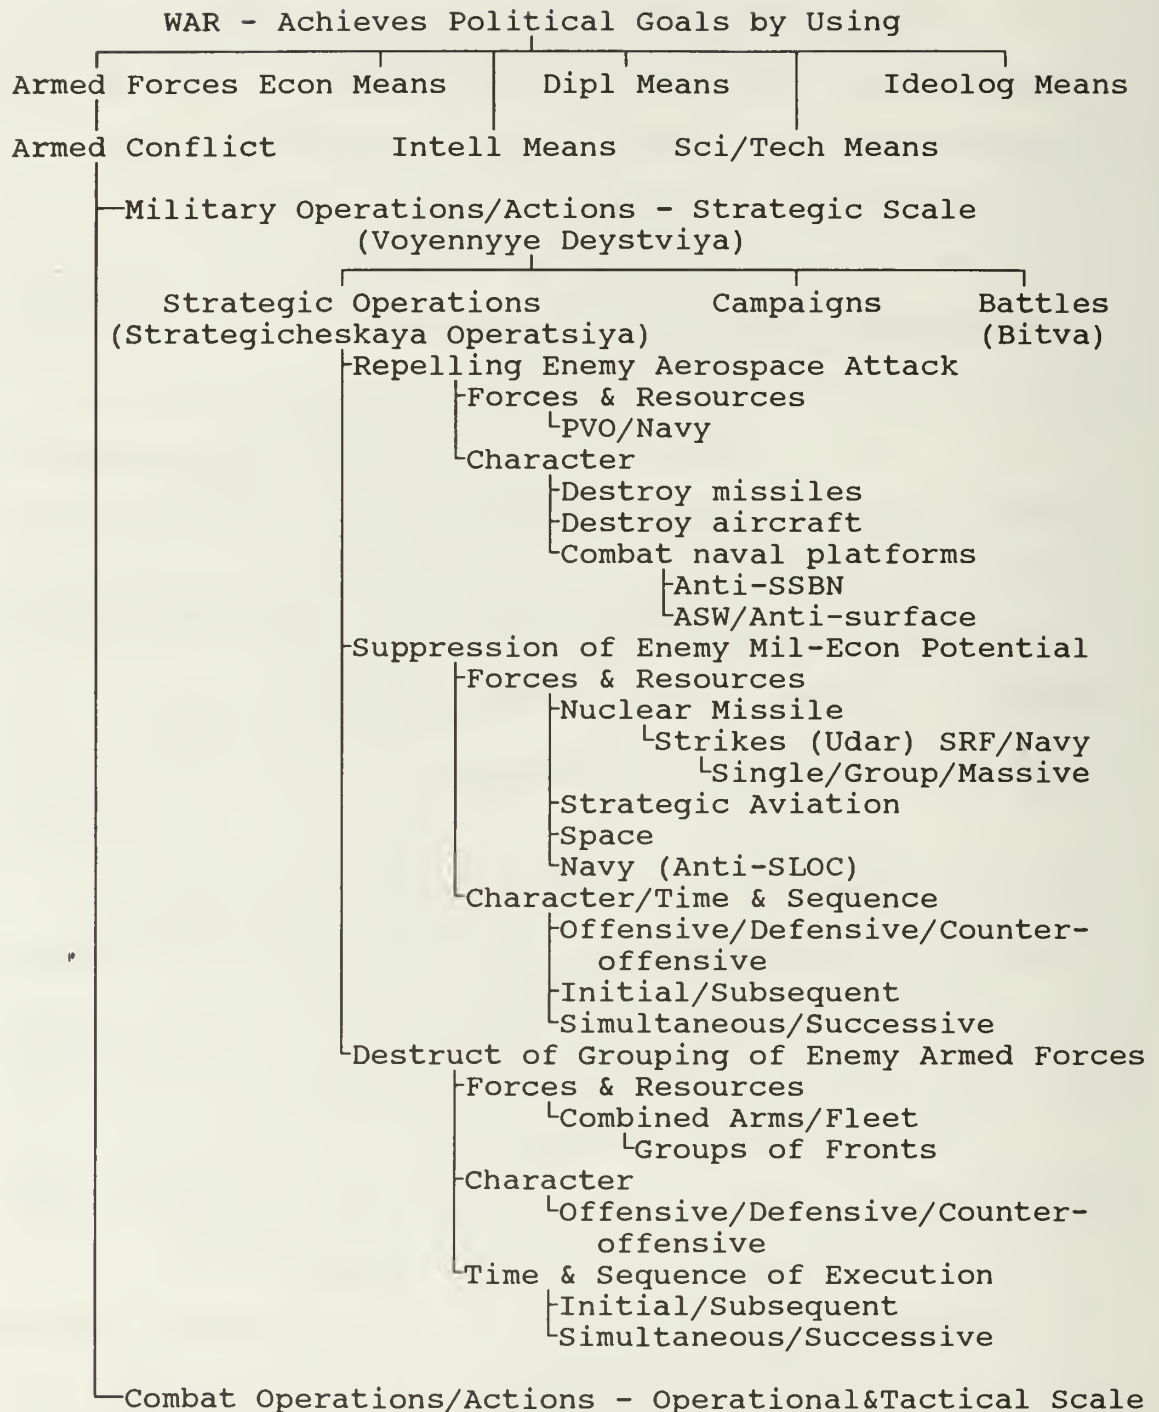 WAR - Achieves Political Goals by Using
Armed Forces Econ Means Dipl Means Ideolog Means
Armed Conflict Intell Means Sci/Tech Means
Military Operations/Actions - Strategic Scale
(Voyennyye Deystviya)
Strategic Operations Campaigns Battles
(Strategicheskaya Operatsiya) (Bitva)
Repelling Enemy Aerospace Attack
Forces & Resources
PVO/Navy
Character
Destroy missiles
Destroy aircraft
Combat naval platforms
Anti-SSBN
ASW/Anti-surface
Suppression of Enemy Mil-Econ Potential
Forces & Resources
Nuclear Missile
Strikes (Udar) SRF/Navy
Single/Group/Massive
Strategic Aviation
Space
Navy (Anti-SLOC)
Character/Time & Sequence
Offensive/Defensive/Counter-
offensive
Initial/Subsequent
Simultaneous/Successive
Destruct of Grouping of Enemy Armed Forces
Forces & Resources
Combined Arms/Fleet
Groups of Fronts
Character
Offensive/Defensive/Counter-
offensive
Time & Sequence of Execution
Initial/Subsequent
Simultaneous/Successive
Combat Operations/Actions - Operational&Tactical Scale